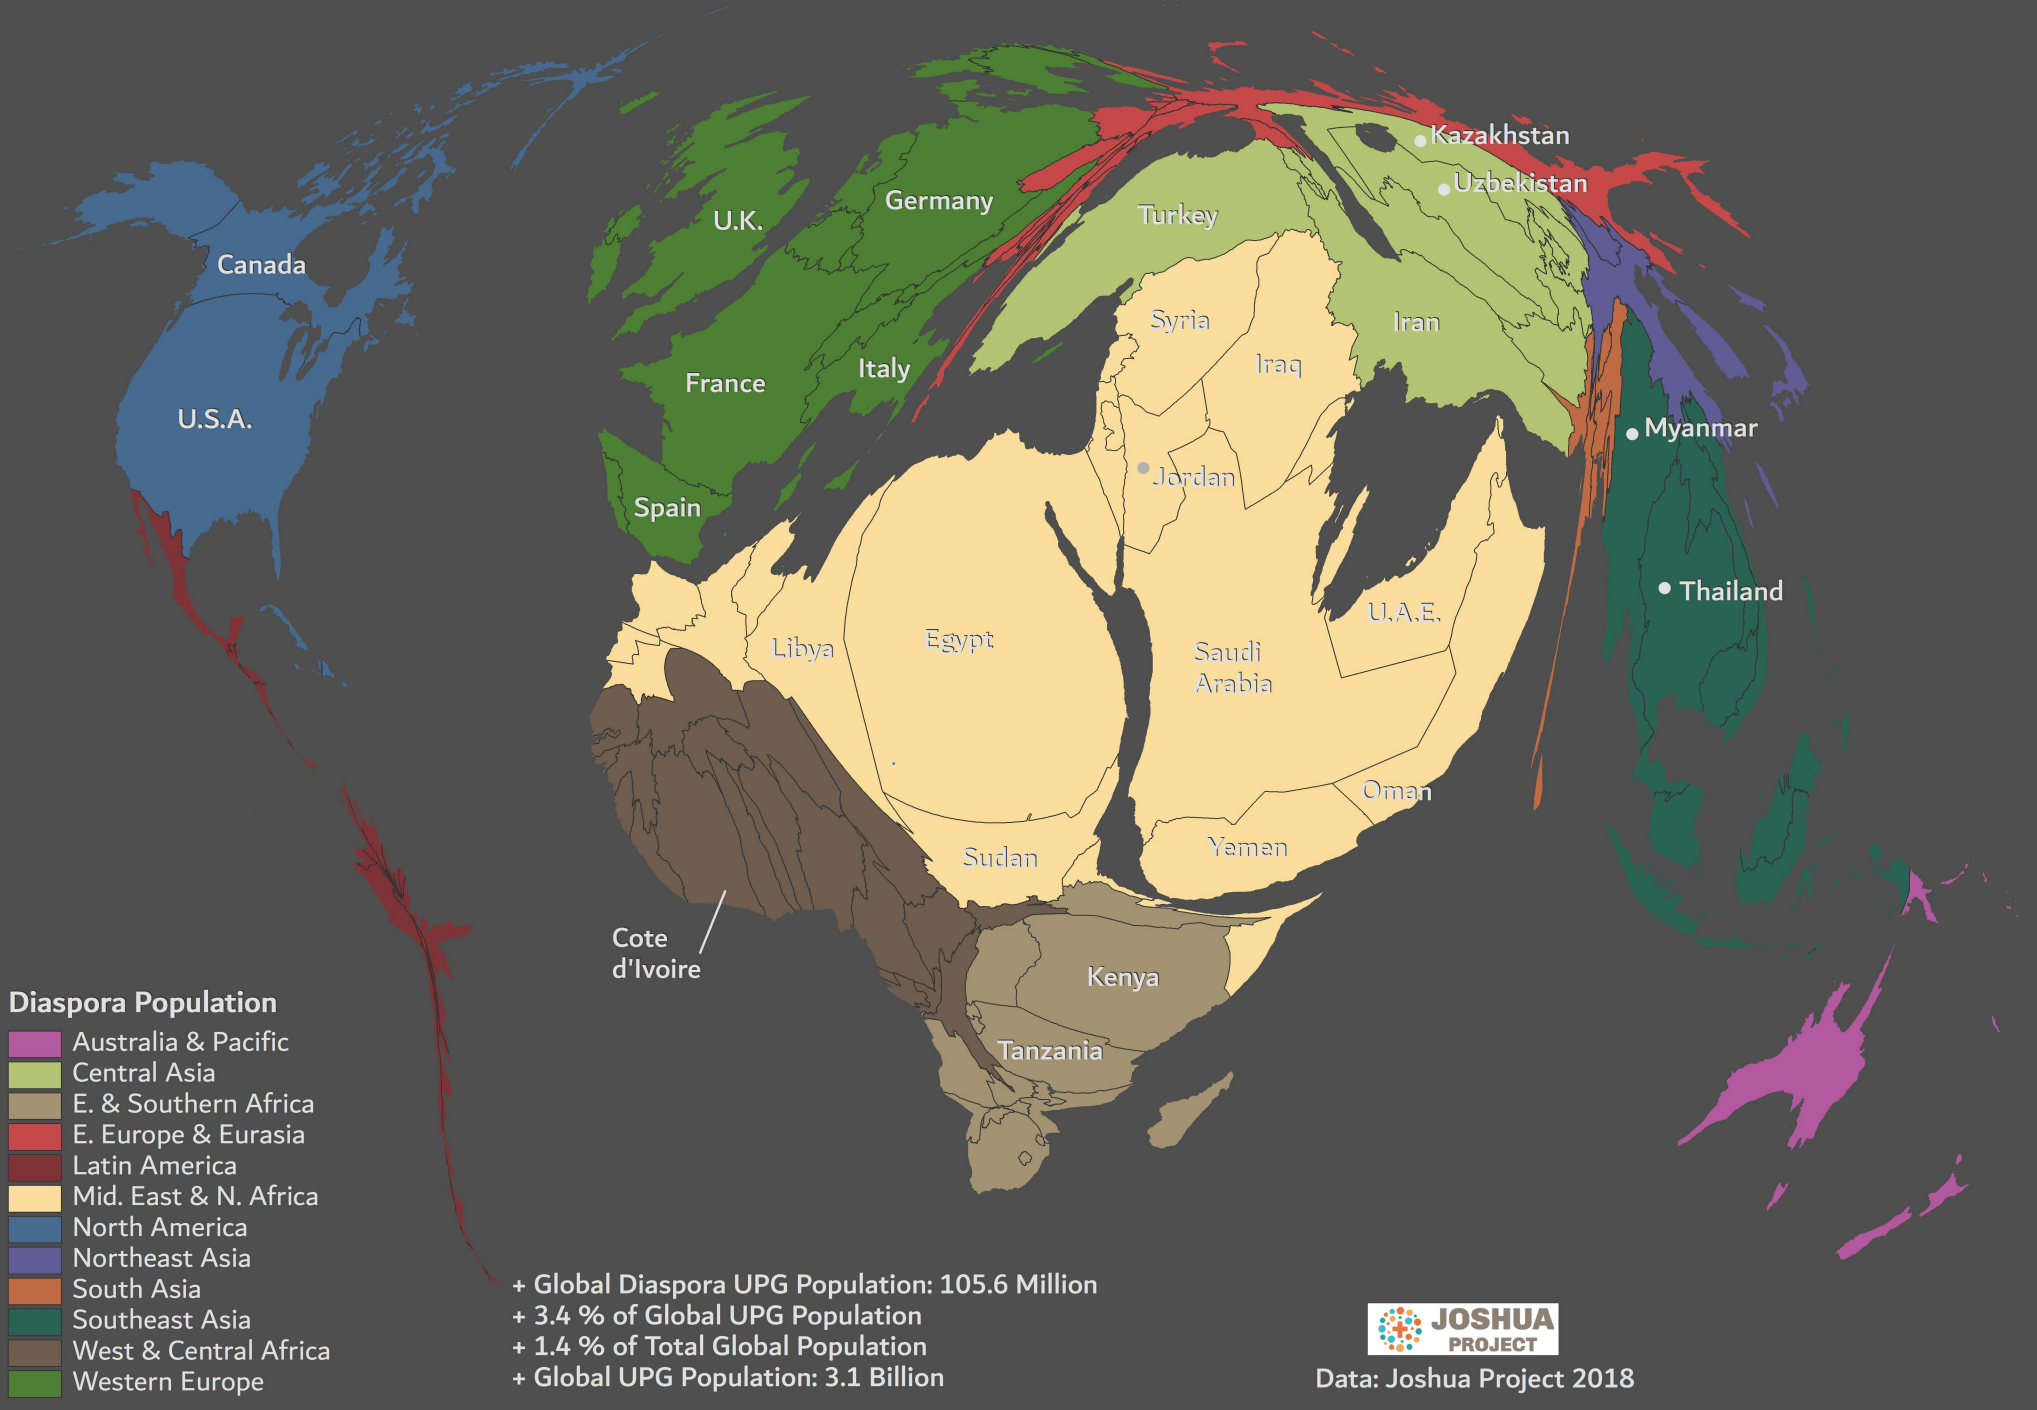 Kazakhstan
Uzbekistan
Germany
U.K.
Turkey
Canada
Syria
Iran
Iraq
Italy
France
U.S.A.
Myanmar
Jordan
Spain
Thailand
U.A.E.
Egypt
Libya
Saudi
Arabia
Oman
Yemen
Sudan
Cote
d'Ivoire
Kenya
Tanzania
Diaspora Population
Australia & Pacific
Central Asia
E. & Southern Africa
E. Europe & Eurasia
Latin America
Mid. East & N. Africa
North America
Northeast Asia
South Asia
Southeast Asia
West & Central Africa
Western Europe
+ Global Diaspora UPG Population: 105.6 Million
+ 3.4 % of Global UPG Population
+ 1.4 % of Total Global Population
+ Global UPG Population: 3.1 Billion
JOSHUA
PROJECT
Data: Joshua Project 2018